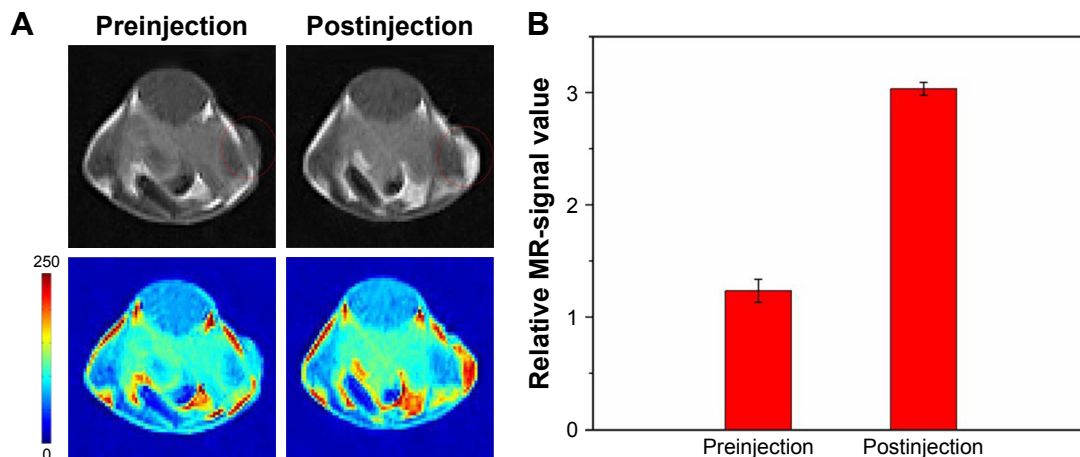 A
Preinjection
Postinjection
250
0
B
Relative MR-signal value
3
2
1
0
Preinjection
Postinjection